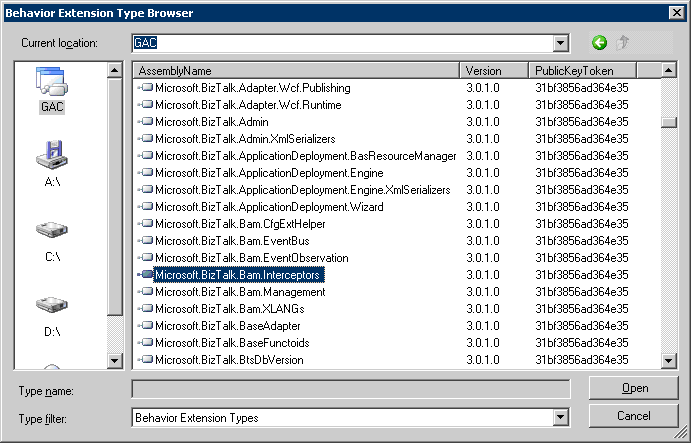 Behavior Extension Type Browser
Current location: GAC
AssemblyName Version PublicKeyToken
Microsoft.BizTalk.Adapter.Wcf.Publishing 3.0.1.0 31bf3856ad364e35
Microsoft.BizTalk.Adapter.Wcf.Runtime 3.0.1.0 31bf3856ad364e35
Microsoft.BizTalk.Admin 3.0.1.0 31bf3856ad364e35
Microsoft.BizTalk.Admin.XmlSerializers 3.0.1.0 31bf3856ad364e35
Microsoft.BizTalk.ApplicationDeployment.BasResourceManager 3.0.1.0 31bf3856ad364e35
Microsoft.BizTalk.ApplicationDeployment.Engine 3.0.1.0 31bf3856ad364e35
Microsoft.BizTalk.ApplicationDeployment.Engine.XmlSerializers 3.0.1.0 31bf3856ad364e35
Microsoft.BizTalk.ApplicationDeployment.Wizard 3.0.1.0 31bf3856ad364e35
Microsoft.BizTalk.Bam.CfgExtHelper 3.0.1.0 31bf3856ad364e35
Microsoft.BizTalk.Bam.EventBus 3.0.1.0 31bf3856ad364e35
Microsoft.BizTalk.Bam.EventObservation 3.0.1.0 31bf3856ad364e35
Microsoft.BizTalk.Bam.Interceptors 3.0.1.0 31bf3856ad364e35
Microsoft.BizTalk.Bam.Management 3.0.1.0 31bf3856ad364e35
Microsoft.BizTalk.Bam.XLANGs 3.0.1.0 31bf3856ad364e35
Microsoft.BizTalk.BaseAdapter 3.0.1.0 31bf3856ad364e35
Microsoft.BizTalk.BaseFunctoids 3.0.1.0 31bf3856ad364e35
Microsoft.BizTalk.BtsDbVersion 3.0.1.0 31bf3856ad364e35
GAC
A:\
C:\
D:\
Type name:
Open
Type filter: Behavior Extension Types
Cancel